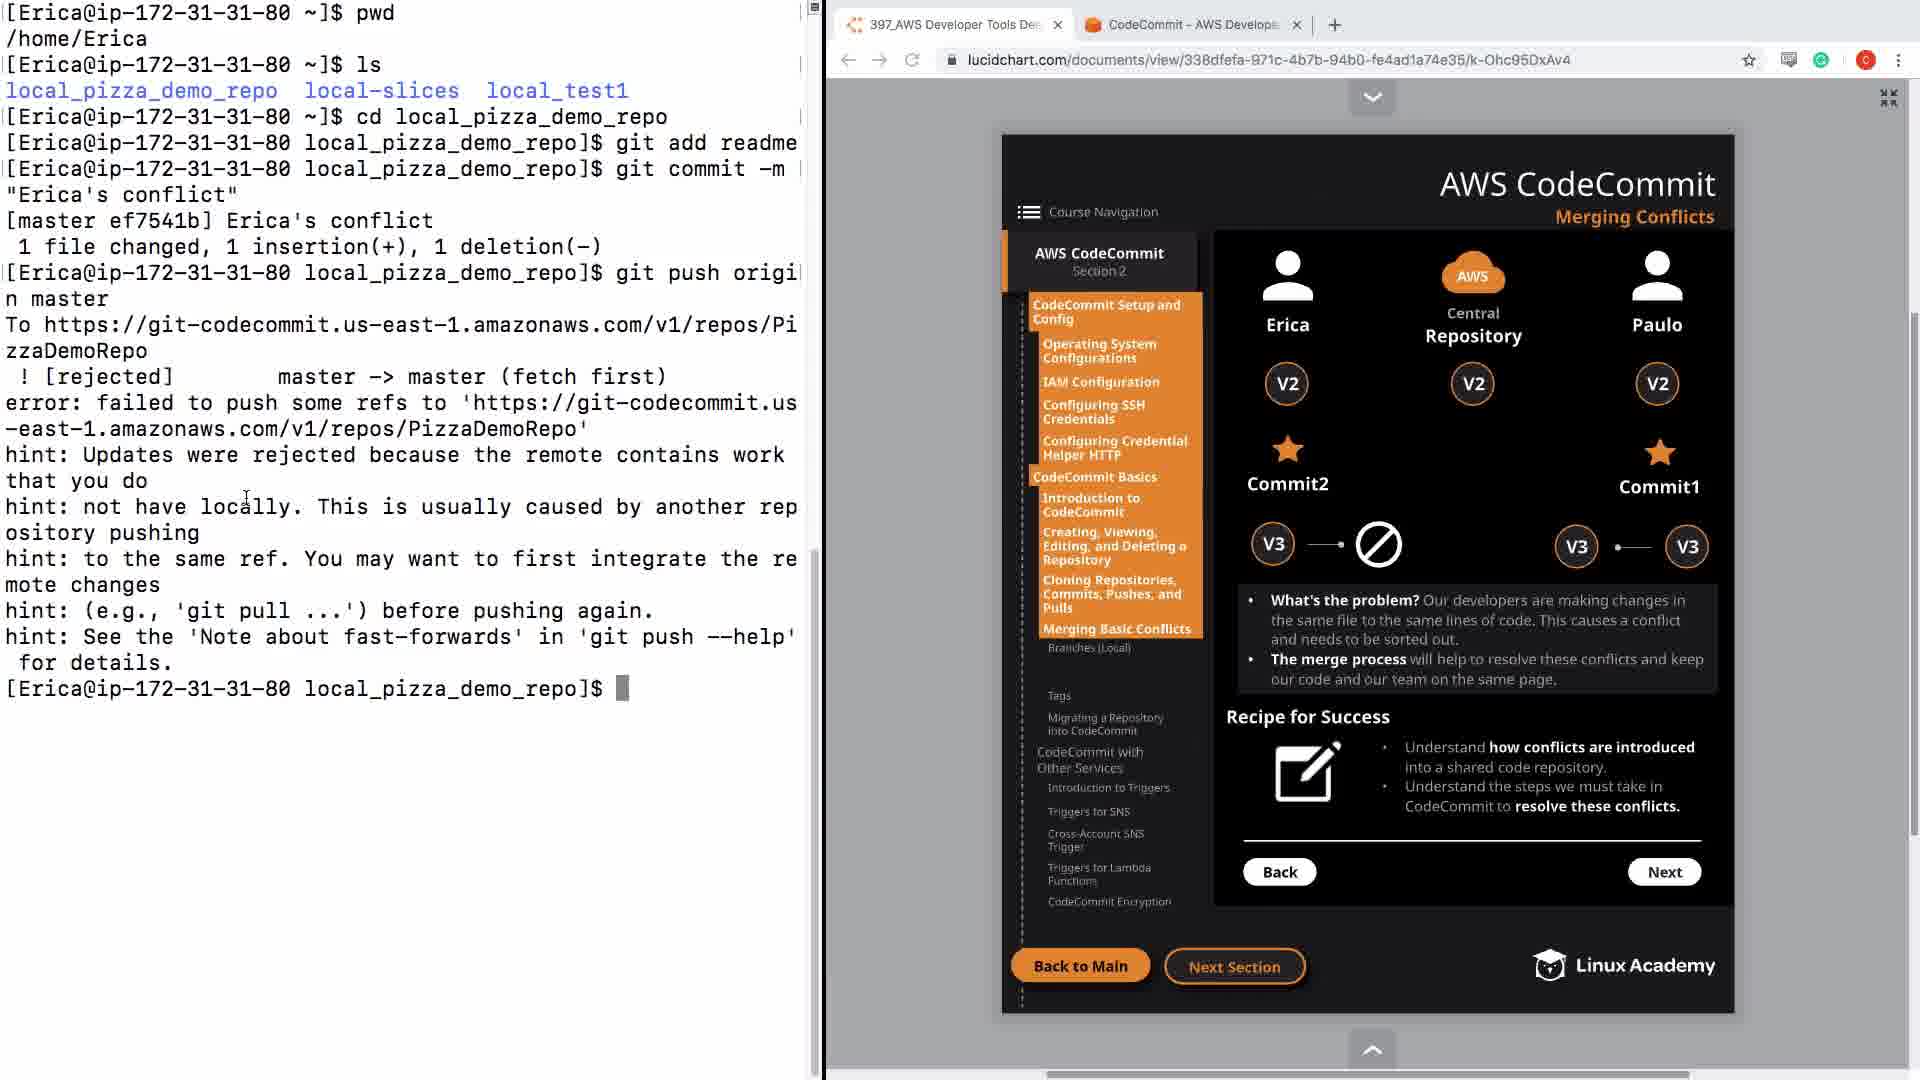 [Erica@ip-172-31-31-80 ~]$ pwd
/home/Erica
[Erica@ip-172-31-31-80 ~]$ ls
local_pizza_demo_repo  local-slices  local_test1
[Erica@ip-172-31-31-80 ~]$ cd local_pizza_demo_repo
[Erica@ip-172-31-31-80 local_pizza_demo_repo]$ git add readme
[Erica@ip-172-31-31-80 local_pizza_demo_repo]$ git commit -m
"Erica's conflict"
[master ef7541b] Erica's conflict
 1 file changed, 1 insertion(+), 1 deletion(-)
[Erica@ip-172-31-31-80 local_pizza_demo_repo]$ git push origi
n master
To https://git-codecommit.us-east-1.amazonaws.com/v1/repos/Pi
zzaDemoRepo
 ! [rejected]        master -> master (fetch first)
error: failed to push some refs to 'https://git-codecommit.us
-east-1.amazonaws.com/v1/repos/PizzaDemoRepo'
hint: Updates were rejected because the remote contains work
that you do
hint: not have locally. This is usually caused by another rep
ository pushing
hint: to the same ref. You may want to first integrate the re
mote changes
hint: (e.g., 'git pull ...') before pushing again.
hint: See the 'Note about fast-forwards' in 'git push --help'
 for details.
[Erica@ip-172-31-31-80 local_pizza_demo_repo]$
397_AWS Developer Tools De
CodeCommit - AWS Develope
lucidchart.com/documents/view/338dfefa-971c-4b7b-94b0-fe4ad1a74e35/k-Ohc95DxAv4
C
AWS CodeCommit
Merging Conflicts
Course Navigation
AWS CodeCommit
Section 2
CodeCommit Setup and
Config
Operating System
Configurations
IAM Configuration
Configuring SSH
Credentials
Configuring Credential
Helper HTTP
CodeCommit Basics
Introduction to
CodeCommit
Creating, Viewing,
Editing, and Deleting a
Repository
Cloning Repositories,
Commits, Pushes, and
Pulls
Merging Basic Conflicts
Branches (Local)
Tags
Migrating a Repository
into CodeCommit
CodeCommit with
Other Services
Introduction to Triggers
Triggers for SNS
Cross-Account SNS
Trigger
Triggers for Lambda
Functions
CodeCommit Encryption
Erica
AWS
Central
Repository
Paulo
V2
V2
V2
Commit2
Commit1
V3
V3
V3
• What's the problem? Our developers are making changes in
the same file to the same lines of code. This causes a conflict
and needs to be sorted out.
• The merge process will help to resolve these conflicts and keep
our code and our team on the same page.
Recipe for Success
• Understand how conflicts are introduced
into a shared code repository.
• Understand the steps we must take in
CodeCommit to resolve these conflicts.
Back
Next
Back to Main
Next Section
Linux Academy